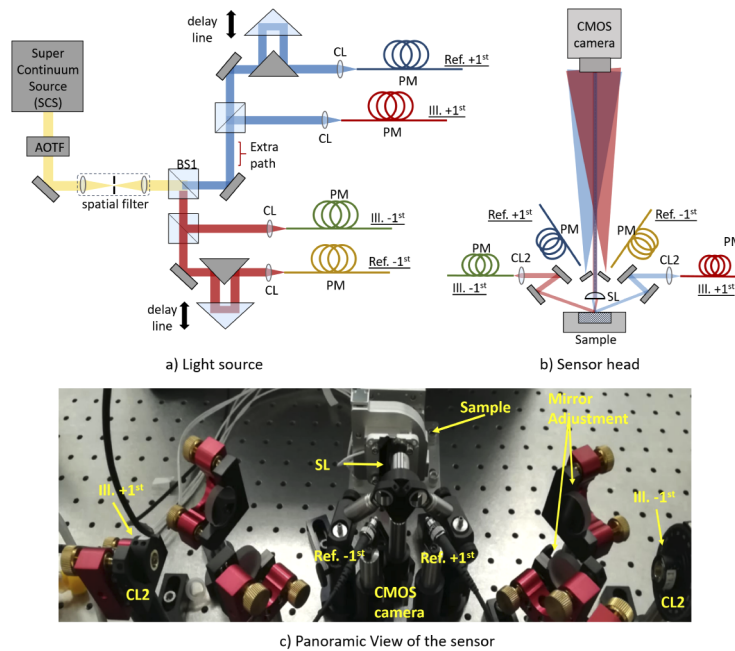 Super
Continuum
Source
(SCS)
AOTF
spatial filter
BS1
delay
line
CL
PM
Ref. +1st
CL
PM
Ill. +1st
Extra
path
CL
PM
Ill. -1st
CL
PM
Ref. -1st
delay
line
a) Light source
CMOS
camera
Ref. +1st
PM
PM
Ref. -1st
PM
CL2
Ill. -1st
CL2
PM
Ill. +1st
SL
Sample
b) Sensor head
Ill. +1st
CL2
SL
Sample
Mirror
Adjustment
Ill. -1st
Ref. -1st
Ref. +1st
CMOS
camera
CL2
c) Panoramic View of the sensor